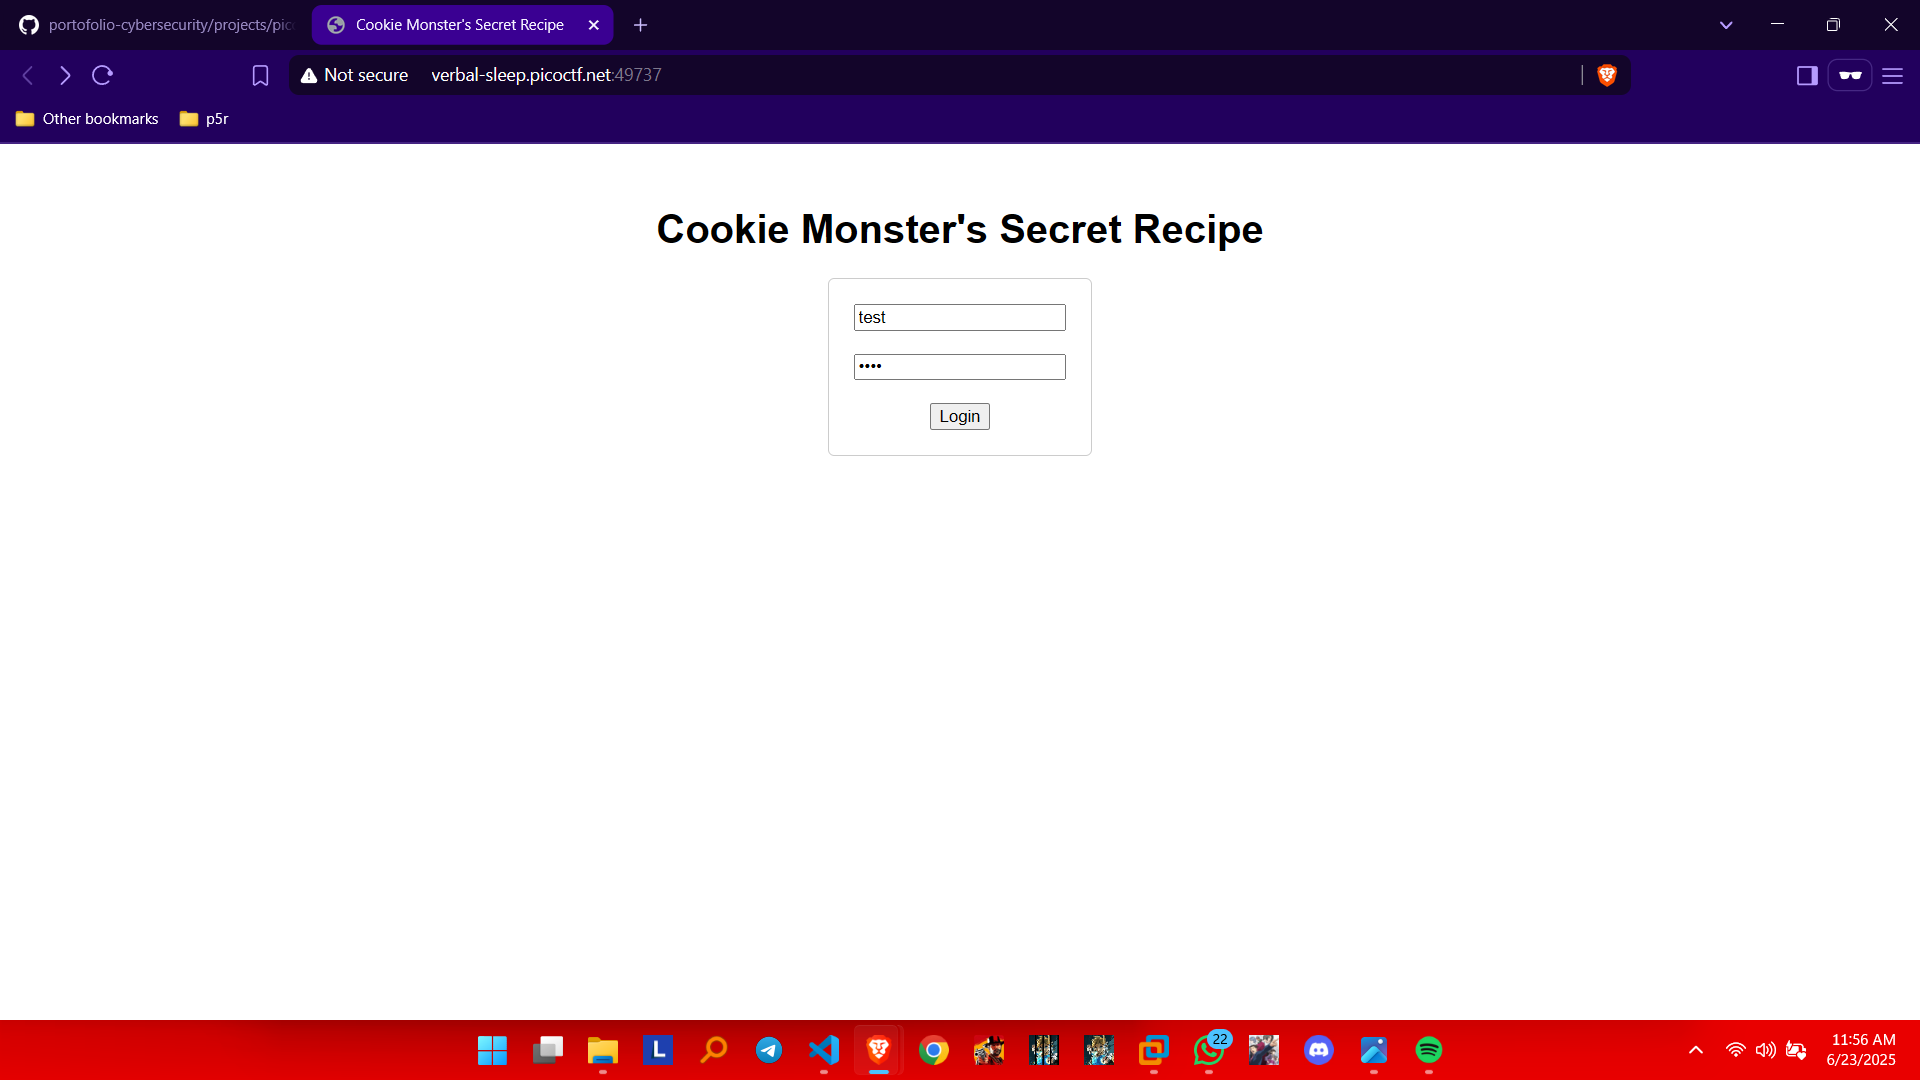 portofolio-cybersecurity/projects/pic
Cookie Monster's Secret Recipe
Not secure verbal-sleep.picoctf.net:49737
Other bookmarks p5r
Cookie Monster's Secret Recipe
test
••••
Login
L
22
11:56 AM
6/23/2025